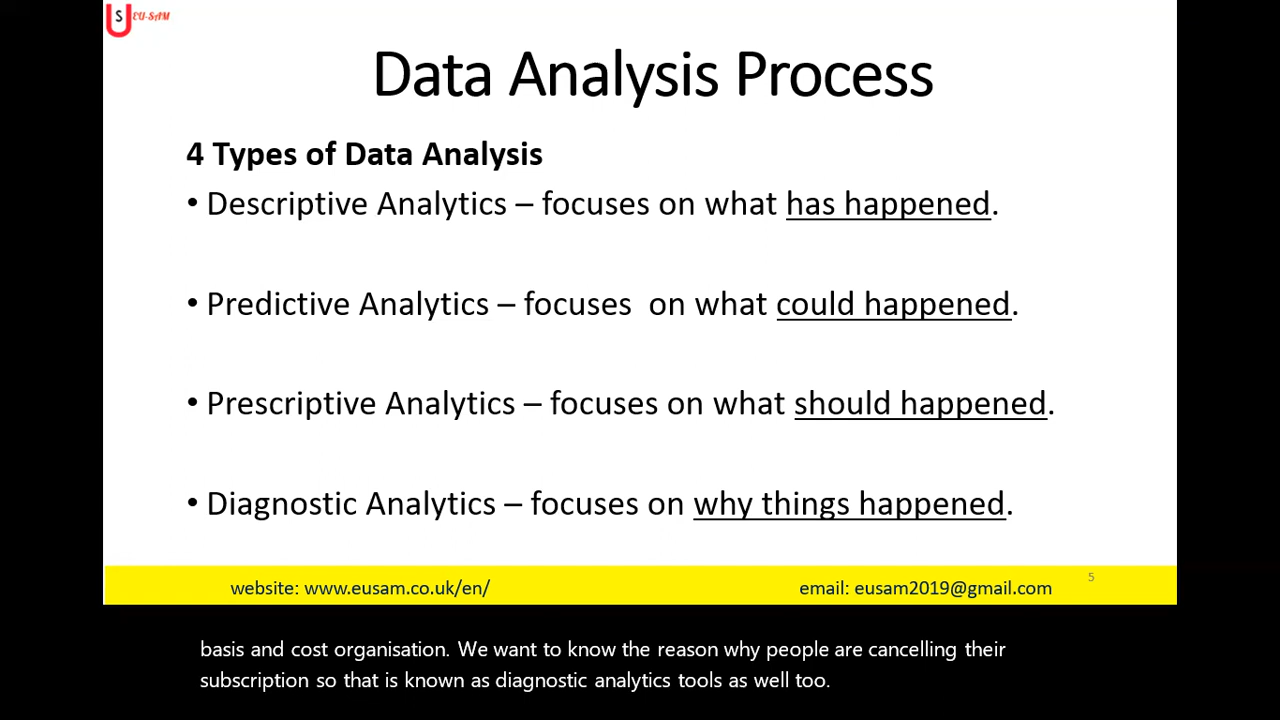 S EU-SAM
Data Analysis Process
4 Types of Data Analysis
• Descriptive Analytics – focuses on what has happened.
• Predictive Analytics – focuses  on what could happened.
• Prescriptive Analytics – focuses on what should happened.
• Diagnostic Analytics – focuses on why things happened.
5
website: www.eusam.co.uk/en/ email: eusam2019@gmail.com
basis and cost organisation. We want to know the reason why people are cancelling their
subscription so that is known as diagnostic analytics tools as well too.